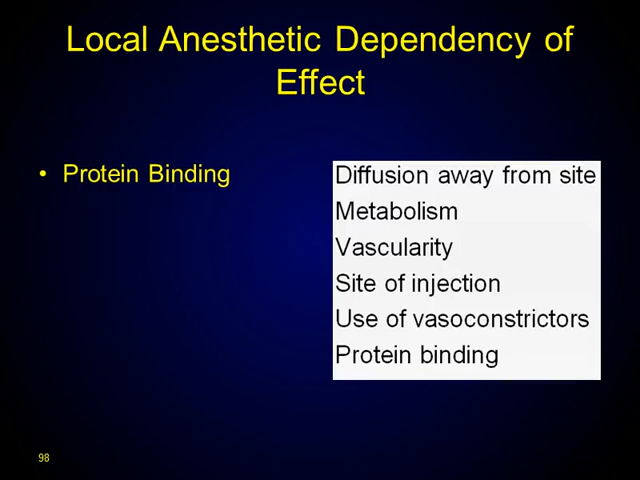 Local Anesthetic Dependency of
Effect
• Protein Binding
Diffusion away from site
Metabolism
Vascularity
Site of injection
Use of vasoconstrictors
Protein binding
98